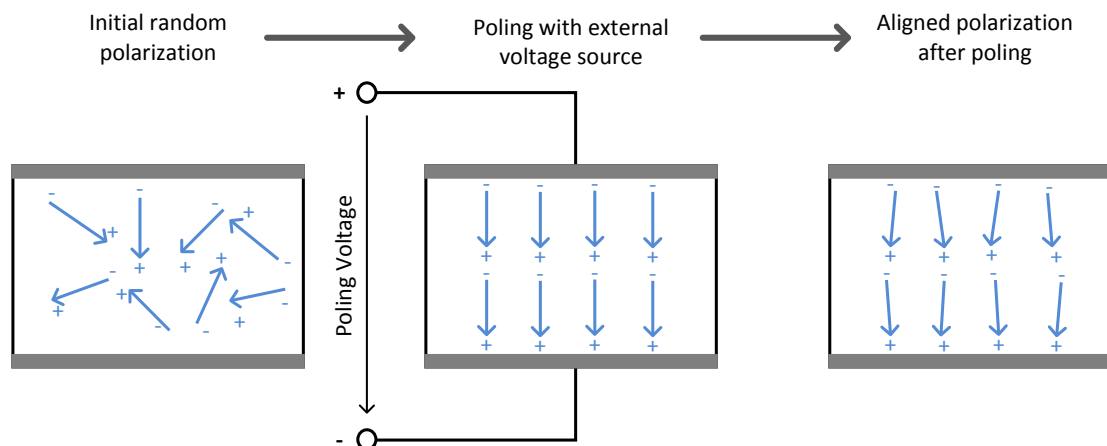 Initial random
polarization
Poling with external
voltage source
Aligned polarization
after poling
+
Poling Voltage
-
- - - +
+ + + -
+ +
- + - -
+ - - +
- - - -
+ + + +
- - - -
+ + + +
- - - -
+ + + +
- - - -
+ + + +